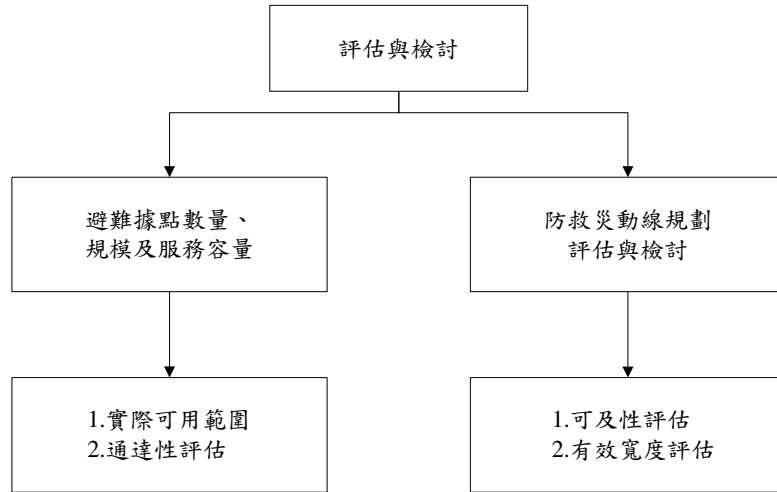 評估與檢討
避難據點數量、
規模及服務容量
防救災動線規劃
評估與檢討
1.實際可用範圍
2.通達性評估
1.可及性評估
2.有效寬度評估